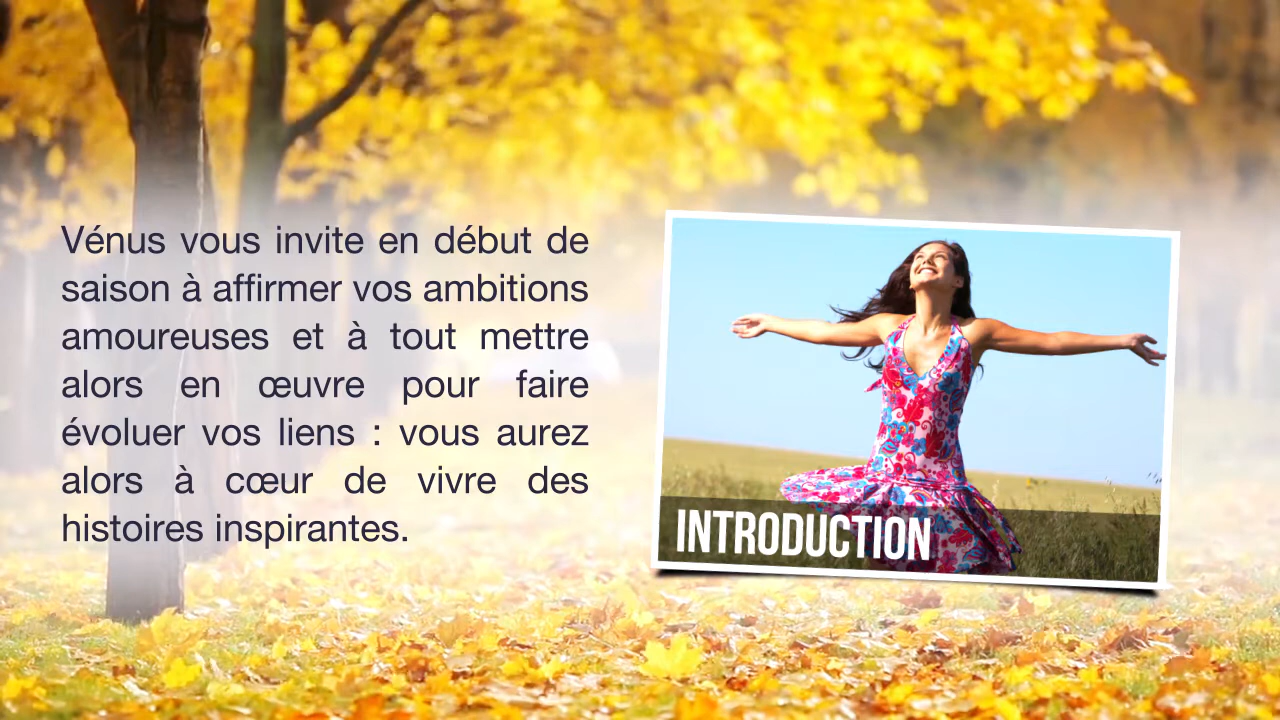 Vénus vous invite en début de
saison à affirmer vos ambitions
amoureuses et à tout mettre
alors en œuvre pour faire
évoluer vos liens : vous aurez
alors à cœur de vivre des
histoires inspirantes.
INTRODUCTION